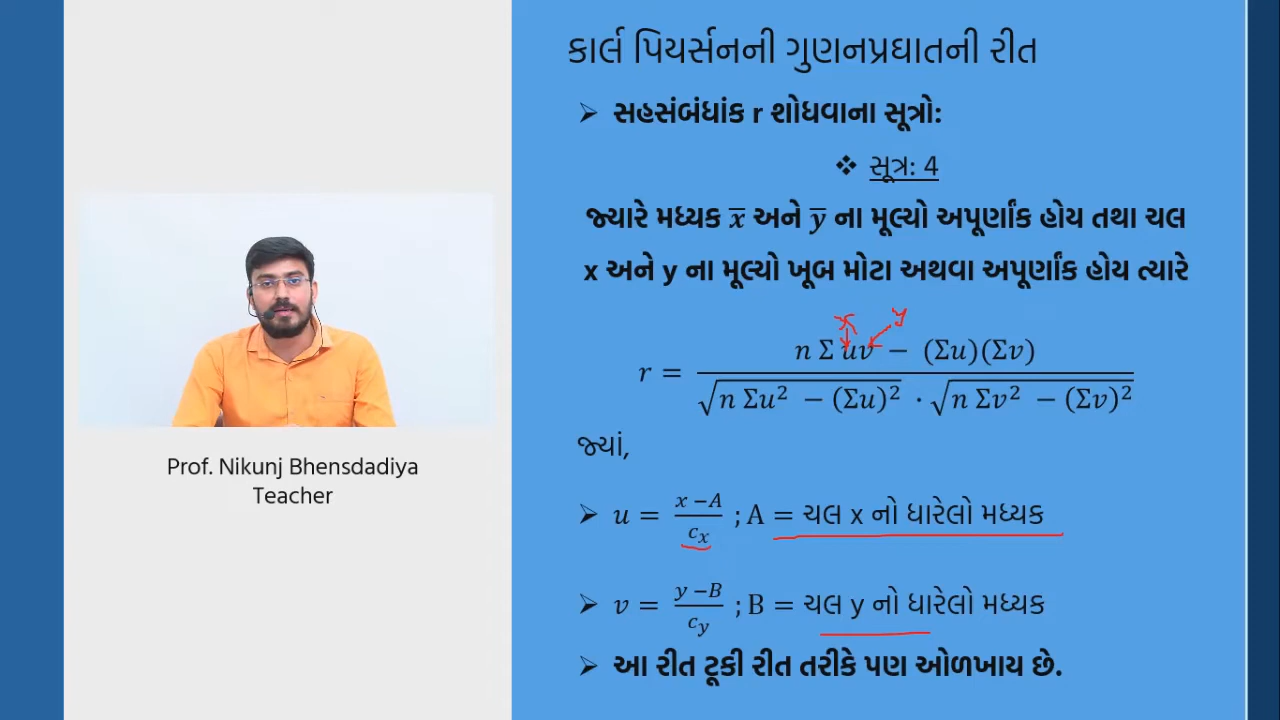 કાર્લ પિયર્સનની ગુણનપ્રઘાતની રીત
➢ સહસંબંધાંક r શોધવાના સૂત્રો:
❖ સૂત્ર: 4
જ્યારે મધ્યક x̅ અને y̅ ના મૂલ્યો અપૂર્ણાંક હોય તથા ચલ
x અને y ના મૂલ્યો ખૂબ મોટા અથવા અપૂર્ણાંક હોય ત્યારે
x y
r = (n Σ uv − (Σu)(Σv)) / (√(n Σu² − (Σu)²) · √(n Σv² − (Σv)²))
જ્યાં,
➢ u = (x − A) / cₓ ; A = ચલ x નો ધારેલો મધ્યક
➢ v = (y − B) / c_y ; B = ચલ y નો ધારેલો મધ્યક
➢ આ રીત ટૂકી રીત તરીકે પણ ઓળખાય છે.
Prof. Nikunj Bhensdadiya
Teacher